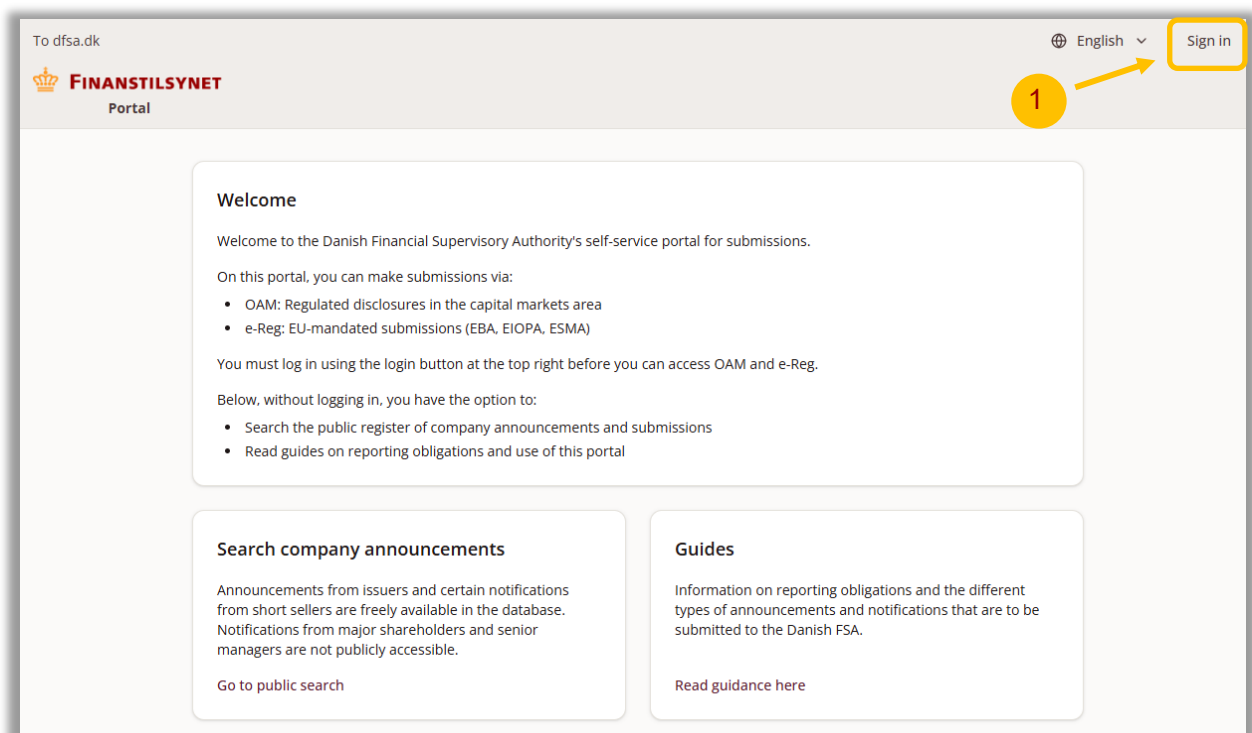 To dfsa.dk
English
Sign in
FINANSTILSYNET
Portal
1
Welcome
Welcome to the Danish Financial Supervisory Authority's self-service portal for submissions.
On this portal, you can make submissions via:
• OAM: Regulated disclosures in the capital markets area
• e-Reg: EU-mandated submissions (EBA, EIOPA, ESMA)
You must log in using the login button at the top right before you can access OAM and e-Reg.
Below, without logging in, you have the option to:
• Search the public register of company announcements and submissions
• Read guides on reporting obligations and use of this portal
Search company announcements
Announcements from issuers and certain notifications
from short sellers are freely available in the database.
Notifications from major shareholders and senior
managers are not publicly accessible.
Go to public search
Guides
Information on reporting obligations and the different
types of announcements and notifications that are to be
submitted to the Danish FSA.
Read guidance here